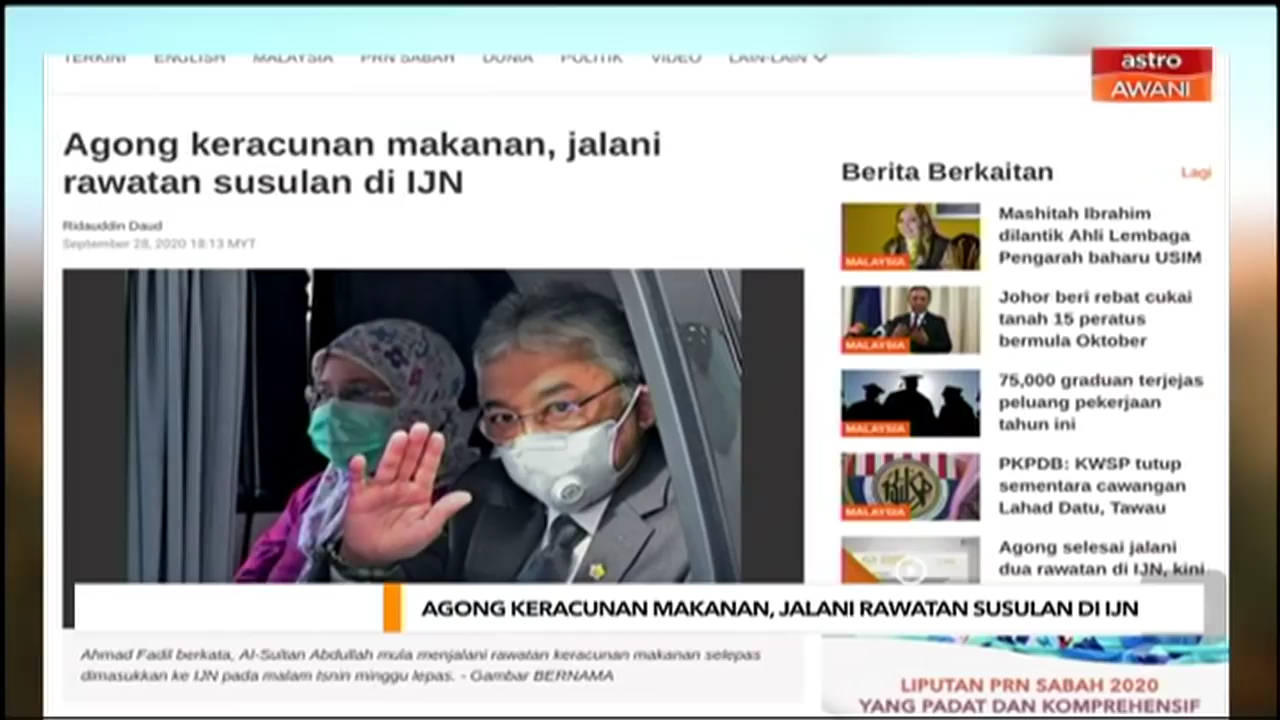 TERKINI ENGLISH MALAYSIA PRN SABAH DUNIA POLITIK VIDEO LAIN-LAIN
astro
AWANI
Agong keracunan makanan, jalani
rawatan susulan di IJN
Ridauddin Daud
September 28, 2020 18:13 MYT
Berita Berkaitan
Lagi
MALAYSIA
Mashitah Ibrahim
dilantik Ahli Lembaga
Pengarah baharu USIM
MALAYSIA
Johor beri rebat cukai
tanah 15 peratus
bermula Oktober
MALAYSIA
75,000 graduan terjejas
peluang pekerjaan
tahun ini
MALAYSIA
PKPDB: KWSP tutup
sementara cawangan
Lahad Datu, Tawau
Agong selesai jalani
dua rawatan di IJN, kini
AGONG KERACUNAN MAKANAN, JALANI RAWATAN SUSULAN DI IJN
Ahmad Fadil berkata, Al-Sultan Abdullah mula menjalani rawatan keracunan makanan selepas
dimasukkan ke IJN pada malam Isnin minggu lepas. - Gambar BERNAMA
LIPUTAN PRN SABAH 2020
YANG PADAT DAN KOMPREHENSIF